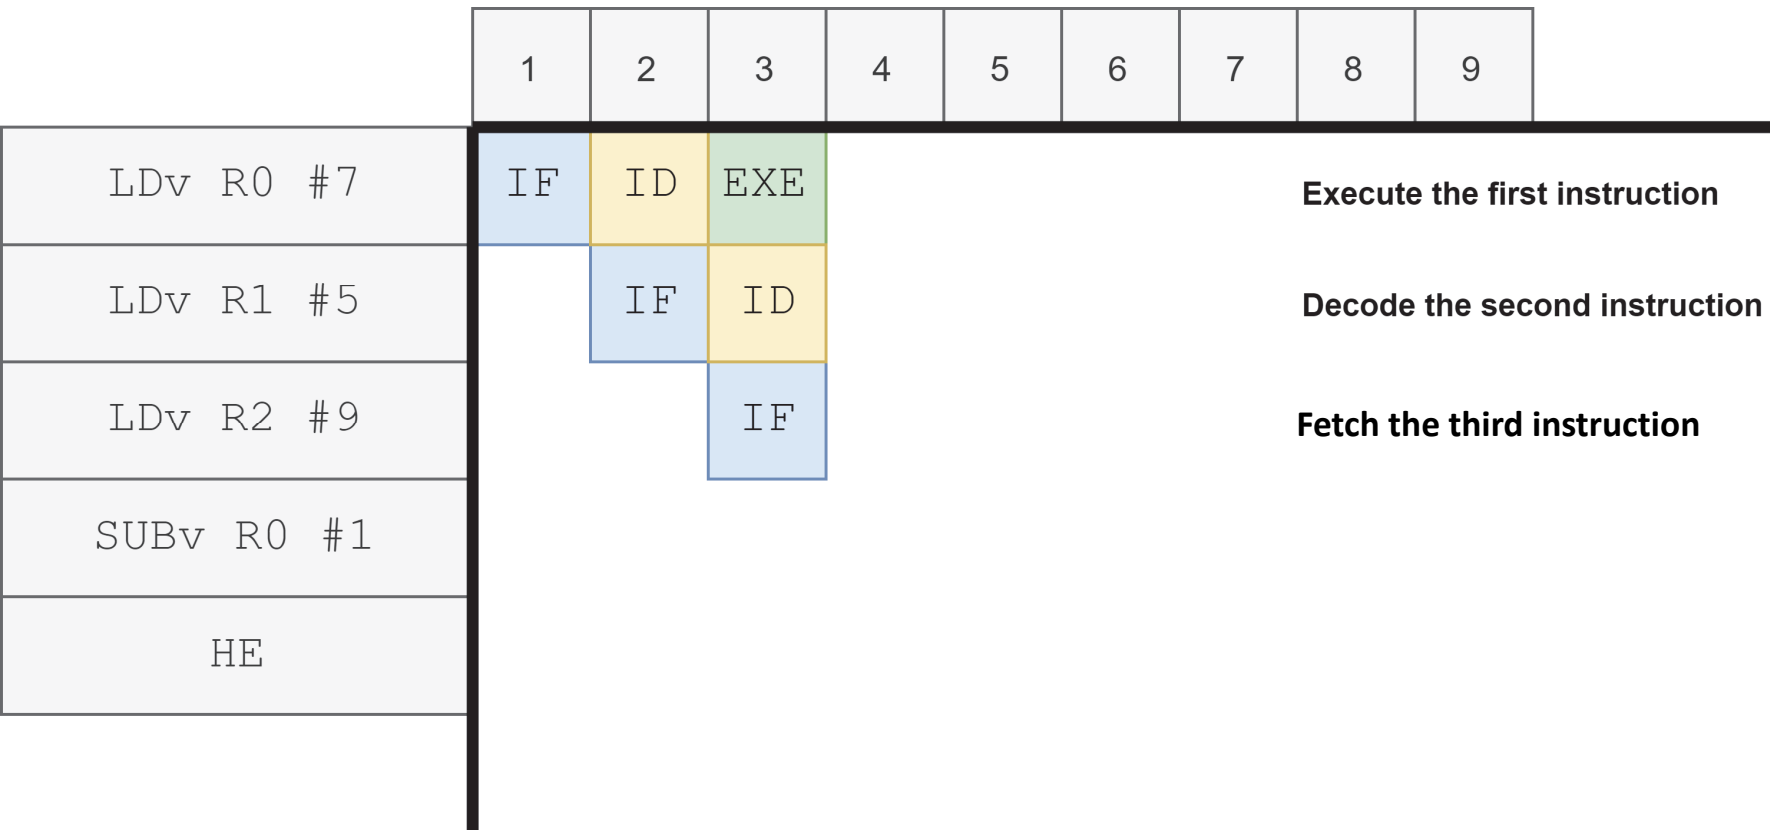 1 2 3 4 5 6 7 8 9
LDv R0 #7 IF ID EXE Execute the first instruction
LDv R1 #5 IF ID Decode the second instruction
LDv R2 #9 IF Fetch the third instruction
SUBv R0 #1
HE